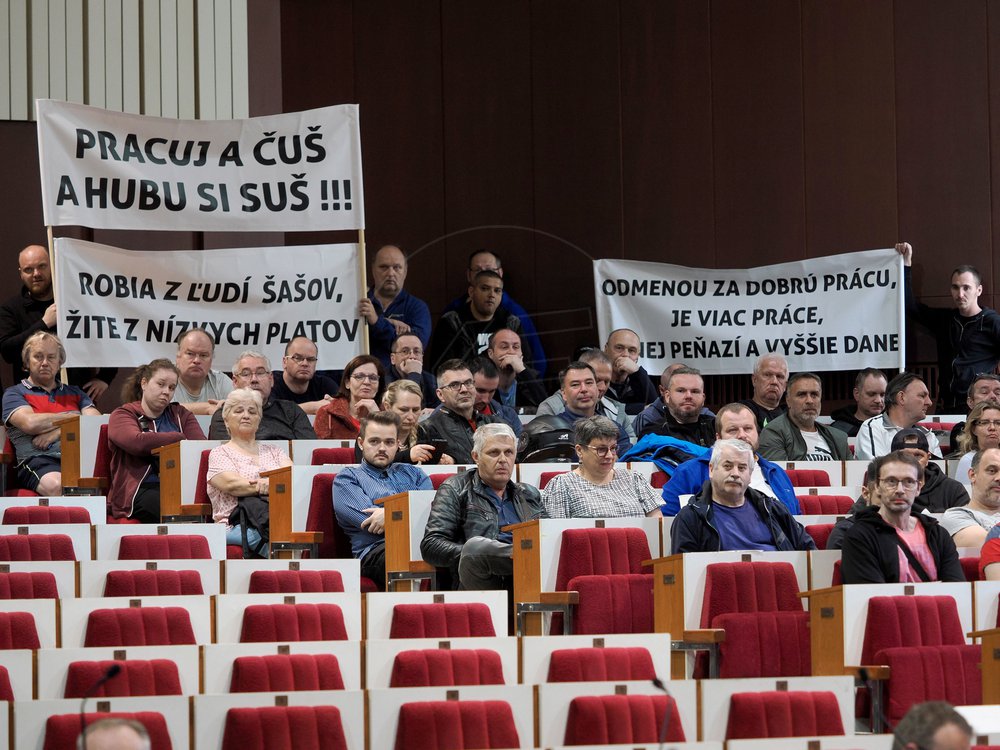 PRACUJ A ČUŠ
A HUBU SI SUŠ !!!
ROBIA Z ĽUDÍ ŠAŠOV,
ŽITE Z NÍZKYCH PLATOV
ODMENOU ZA DOBRÚ PRÁCU,
JE VIAC PRÁCE,
PEŇAZÍ A VYŠŠIE DANE